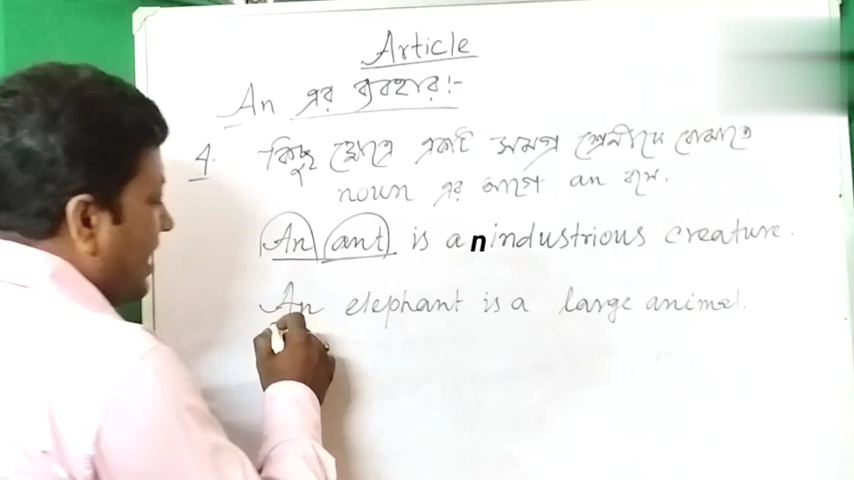 Article
An এর ব্যবহার:-
4. কিছু ক্ষেত্রে একটি সমগ্র শ্রেণীকে বোঝাতে
noun এর আগে an বসে.
An ant is an industrious creature.
An elephant is a large animal.